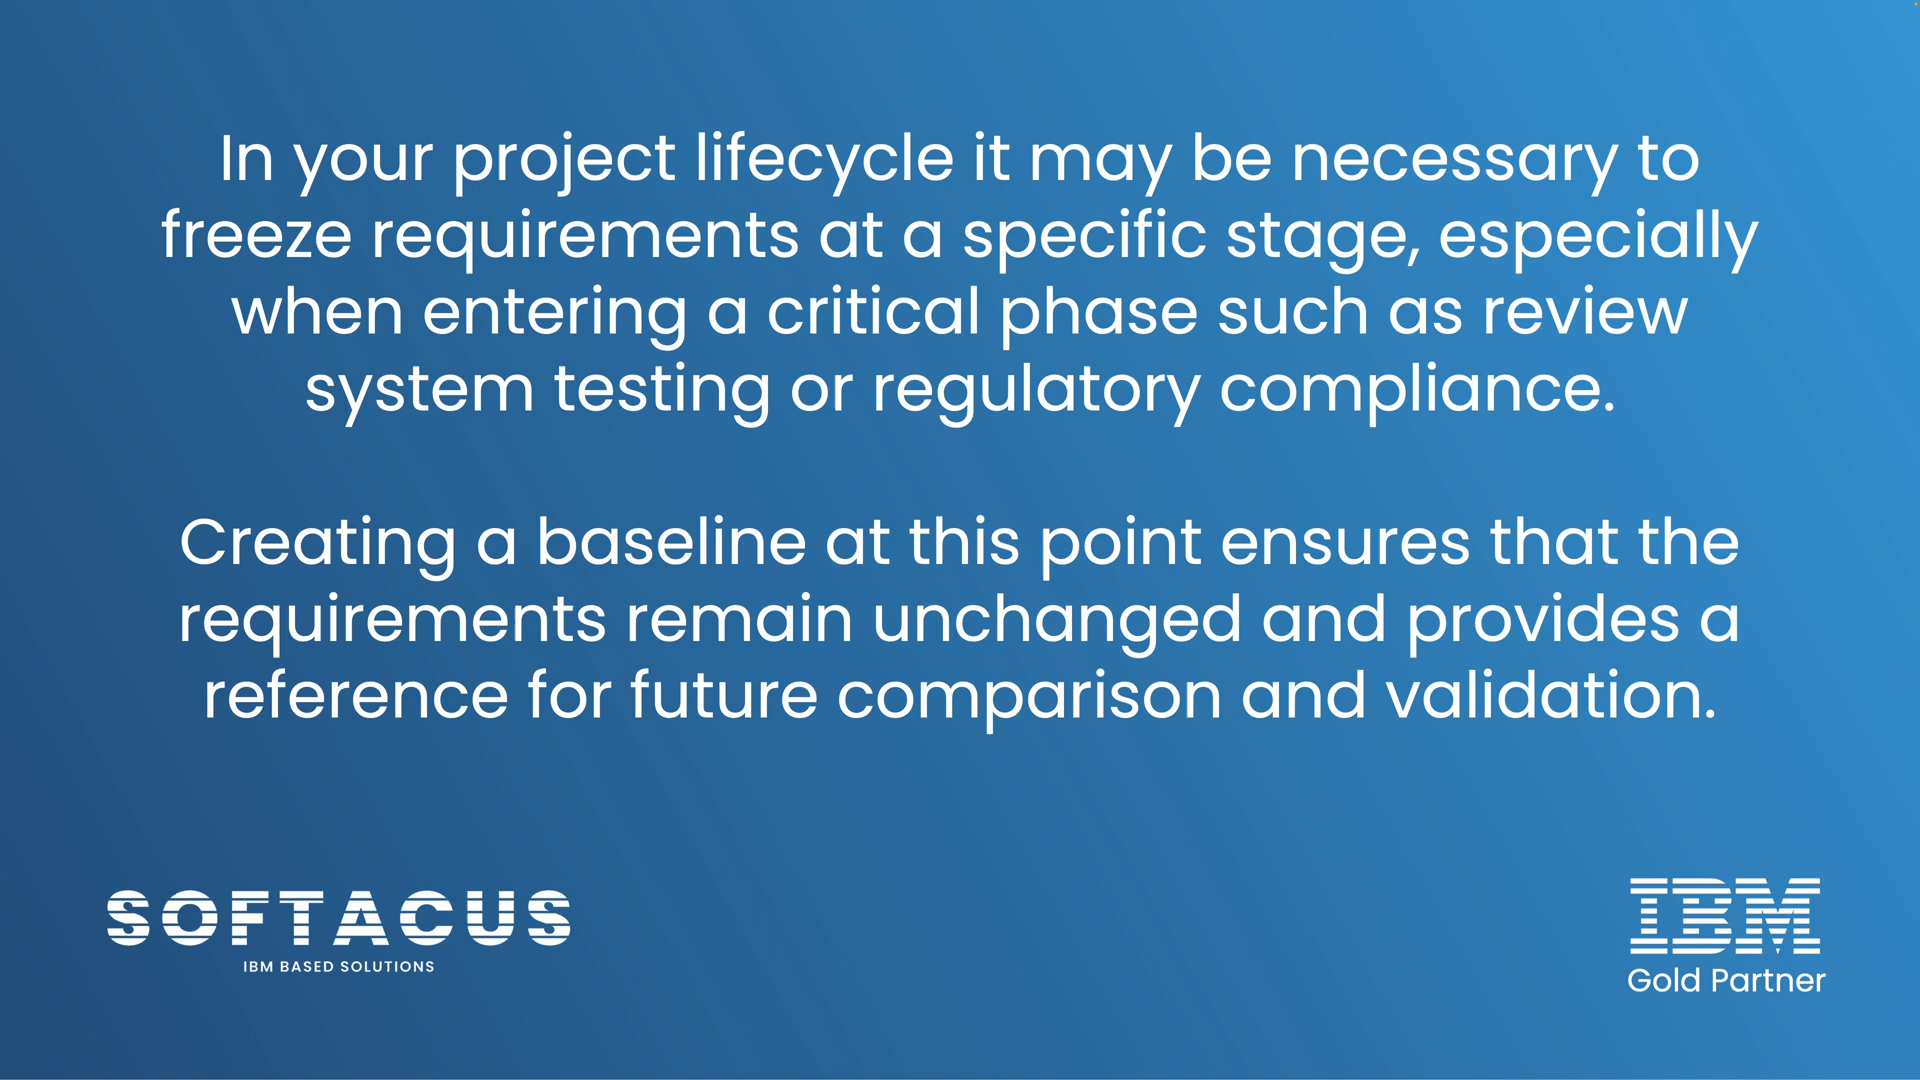 In your project lifecycle it may be necessary to
freeze requirements at a specific stage, especially
when entering a critical phase such as review
system testing or regulatory compliance.
Creating a baseline at this point ensures that the
requirements remain unchanged and provides a
reference for future comparison and validation.
SOFTACUS
IBM BASED SOLUTIONS
IBM
Gold Partner